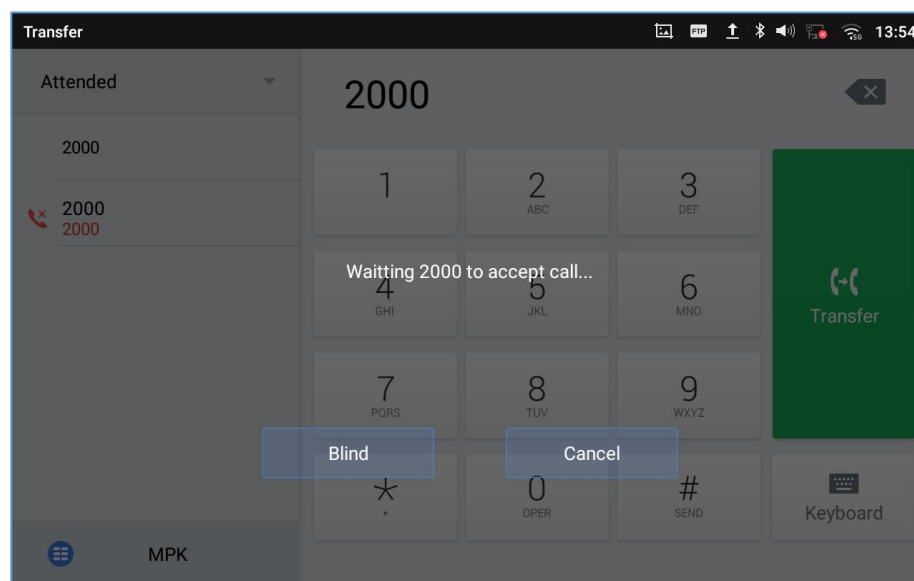 Transfer
FTP
5G
13:54
Attended
2000
2000
2000
2000
1
2
ABC
3
DEF
Waitting 2000 to accept call...
4
GHI
5
JKL
6
MNO
Transfer
7
PQRS
8
TUV
9
WXYZ
Blind
Cancel
*
0
OPER
#
SEND
Keyboard
MPK